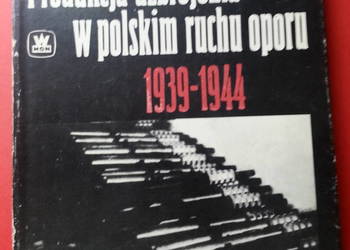 Produkcja uzbrojenia
w polskim ruchu oporu
1939-1944